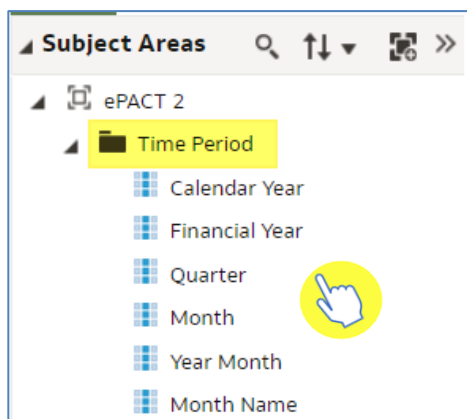 Subject Areas
ePACT 2
Time Period
Calendar Year
Financial Year
Quarter
Month
Year Month
Month Name